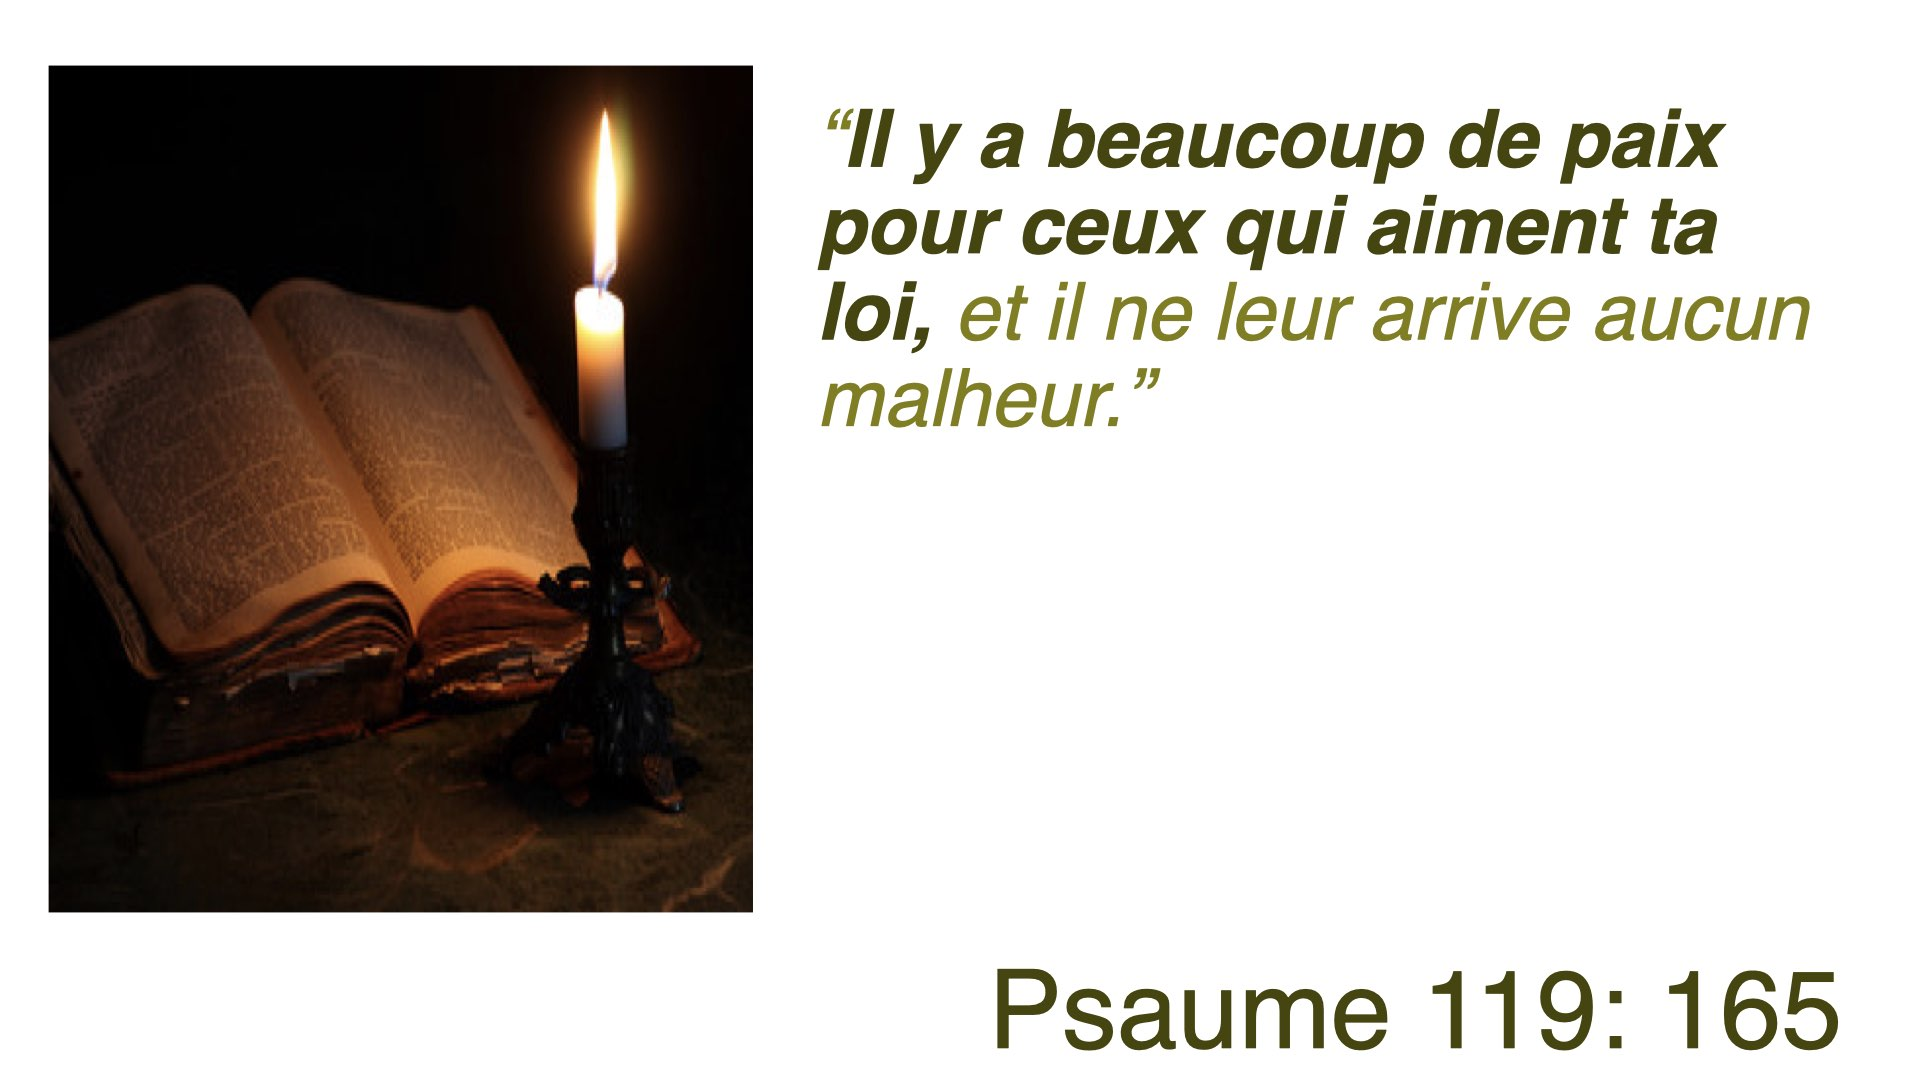 “Il y a beaucoup de paix
pour ceux qui aiment ta
loi, et il ne leur arrive aucun
malheur.”
Psaume 119: 165